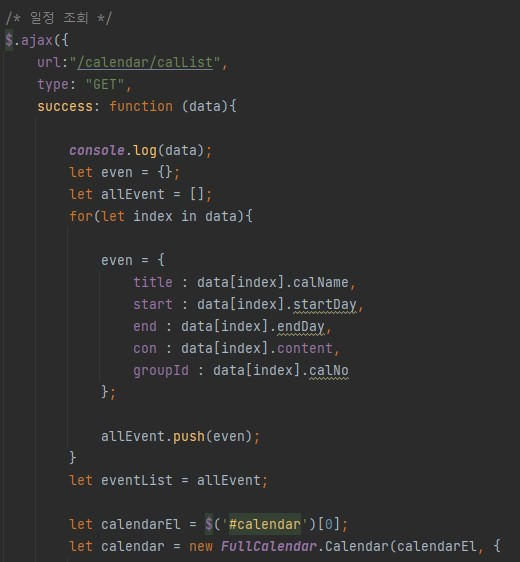 /* 일정 조회 */
$.ajax({
url:"/calendar/calList",
type: "GET",
success: function (data){
console.log(data);
let even = {};
let allEvent = [];
for(let index in data){
even = {
title : data[index].calName,
start : data[index].startDay,
end : data[index].endDay,
con : data[index].content,
groupId : data[index].calNo
};
allEvent.push(even);
}
let eventList = allEvent;
let calendarEl = $('#calendar')[0];
let calendar = new FullCalendar.Calendar(calendarEl, {